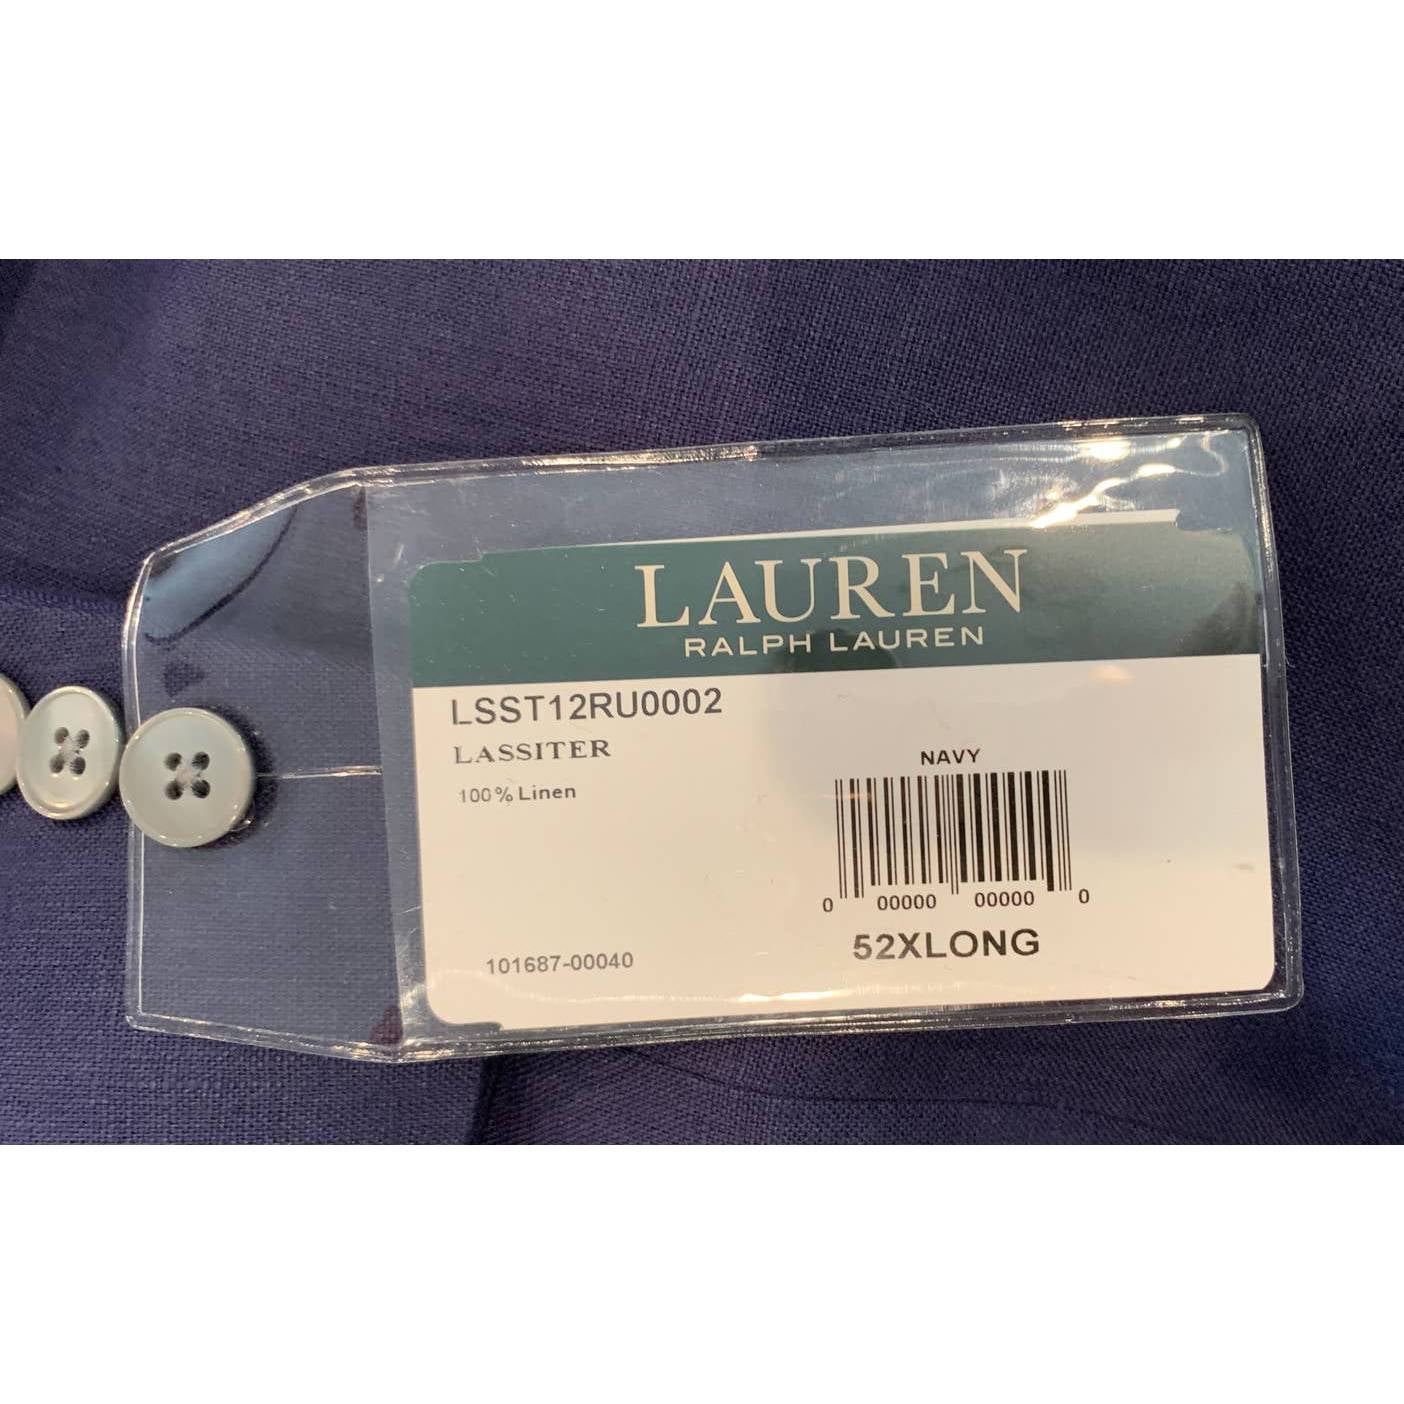 LAUREN
RALPH LAUREN
LSST12RU0002
LASSITER
100% Linen
NAVY
0 00000 00000 0
52XLONG
101687-00040